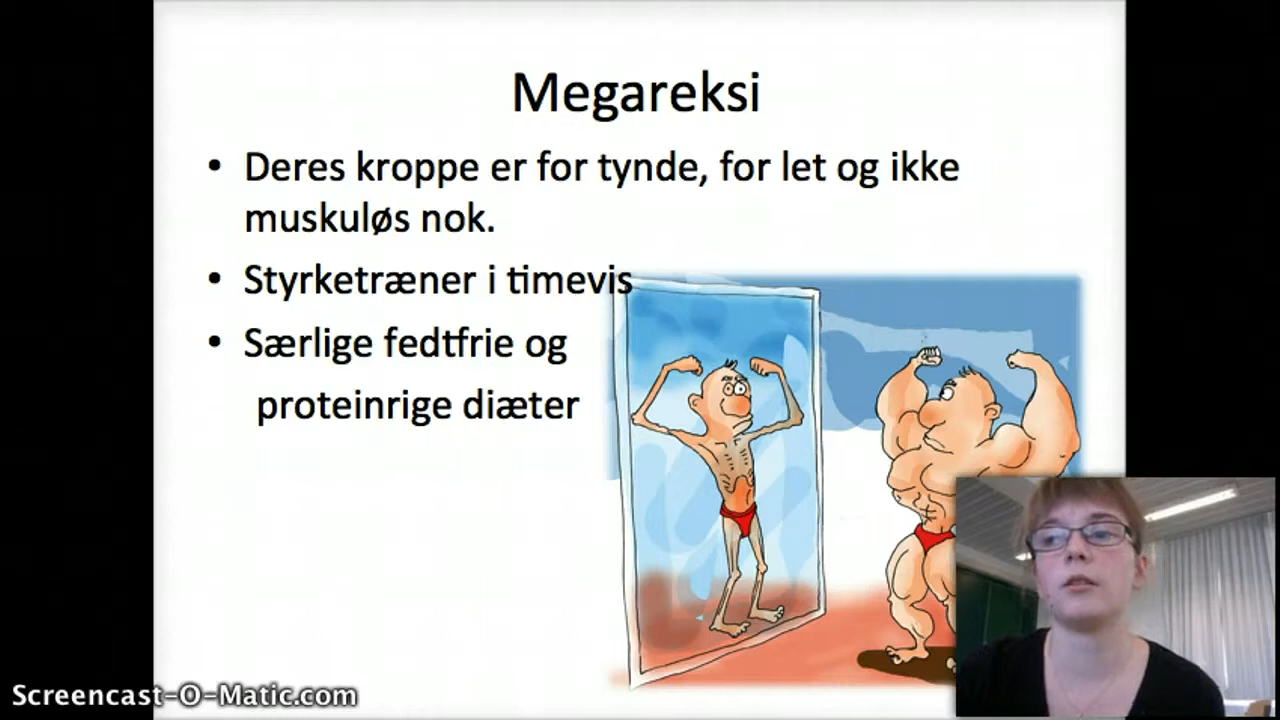 Megareksi
• Deres kroppe er for tynde, for let og ikke
muskuløs nok.
• Styrketræner i timevis
• Særlige fedtfrie og
proteinrige diæter
Screencast-O-Matic.com